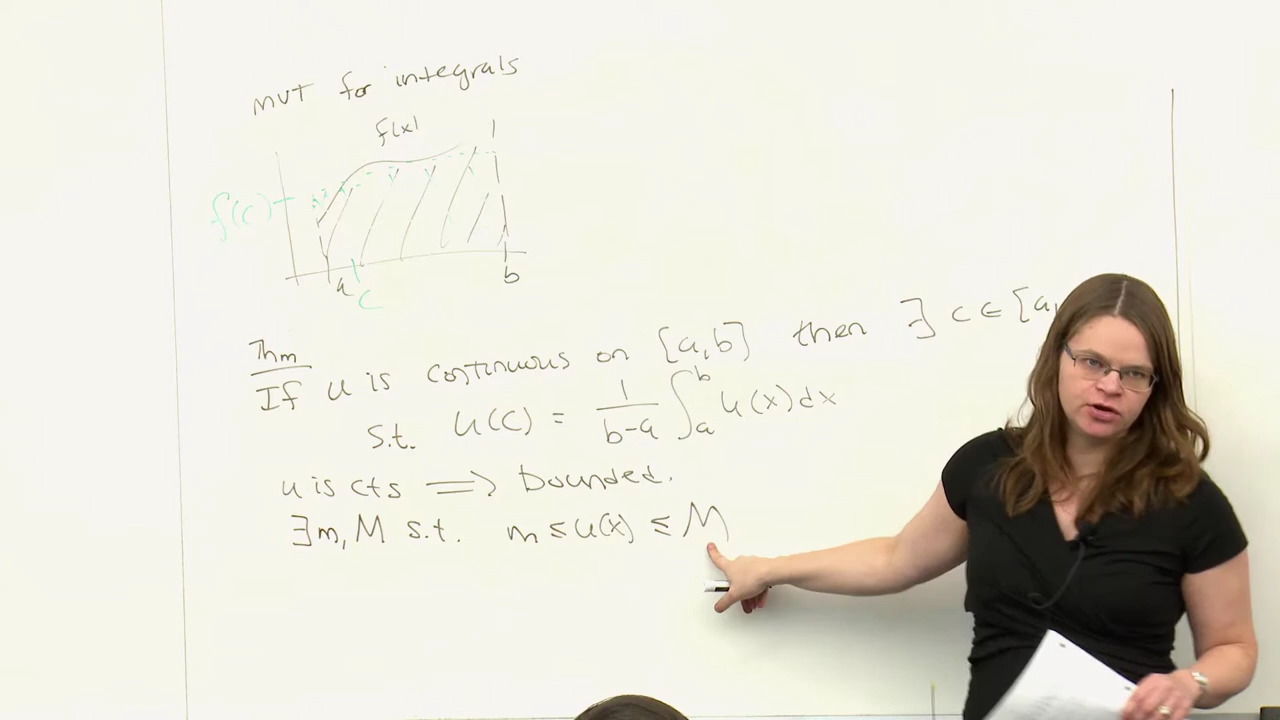 MVT for integrals
f(x)
f(c)
a
c
b
Thm
If u is continuous on [a,b] then ∃ c ∈ [a,
s.t. u(c) = 1/(b-a) ∫_a^b u(x)dx
u is cts ⟹ bounded.
∃m, M s.t. m ≤ u(x) ≤ M